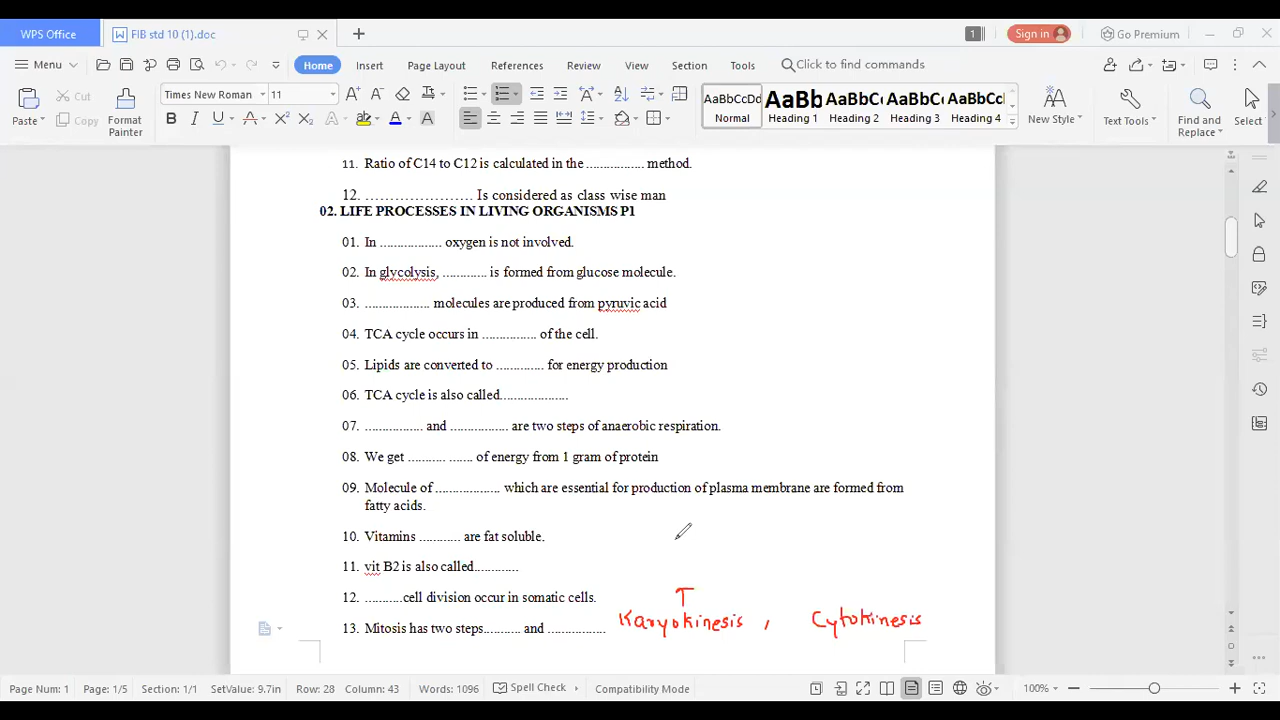 WPS Office FIB std 10 (1).doc 1 Sign in Go Premium
Menu Home Insert Page Layout References Review View Section Tools Click to find commands
Paste Cut Copy Format Painter Times New Roman 11 AaBbCcDd AaBb AaBbC AaBbC AaBbC New Style Text Tools Find and Replace Select
Normal Heading 1 Heading 2 Heading 3 Heading 4
11. Ratio of C14 to C12 is calculated in the ................ method.
12. ………………… Is considered as class wise man
02. LIFE PROCESSES IN LIVING ORGANISMS P1
01. In ................. oxygen is not involved.
02. In glycolysis, ............ is formed from glucose molecule.
03. .................. molecules are produced from pyruvic acid
04. TCA cycle occurs in ............... of the cell.
05. Lipids are converted to ............. for energy production
06. TCA cycle is also called...................
07. ................ and ................ are two steps of anaerobic respiration.
08. We get .......... ...... of energy from 1 gram of protein
09. Molecule of .................. which are essential for production of plasma membrane are formed from
fatty acids.
10. Vitamins ........... are fat soluble.
11. vit B2 is also called............
12. ..........cell division occur in somatic cells.
13. Mitosis has two steps.......... and ................ Karyokinesis , Cytokinesis
Page Num: 1 Page: 1/5 Section: 1/1 SetValue: 9.7in Row: 28 Column: 43 Words: 1096 Spell Check Compatibility Mode 100%